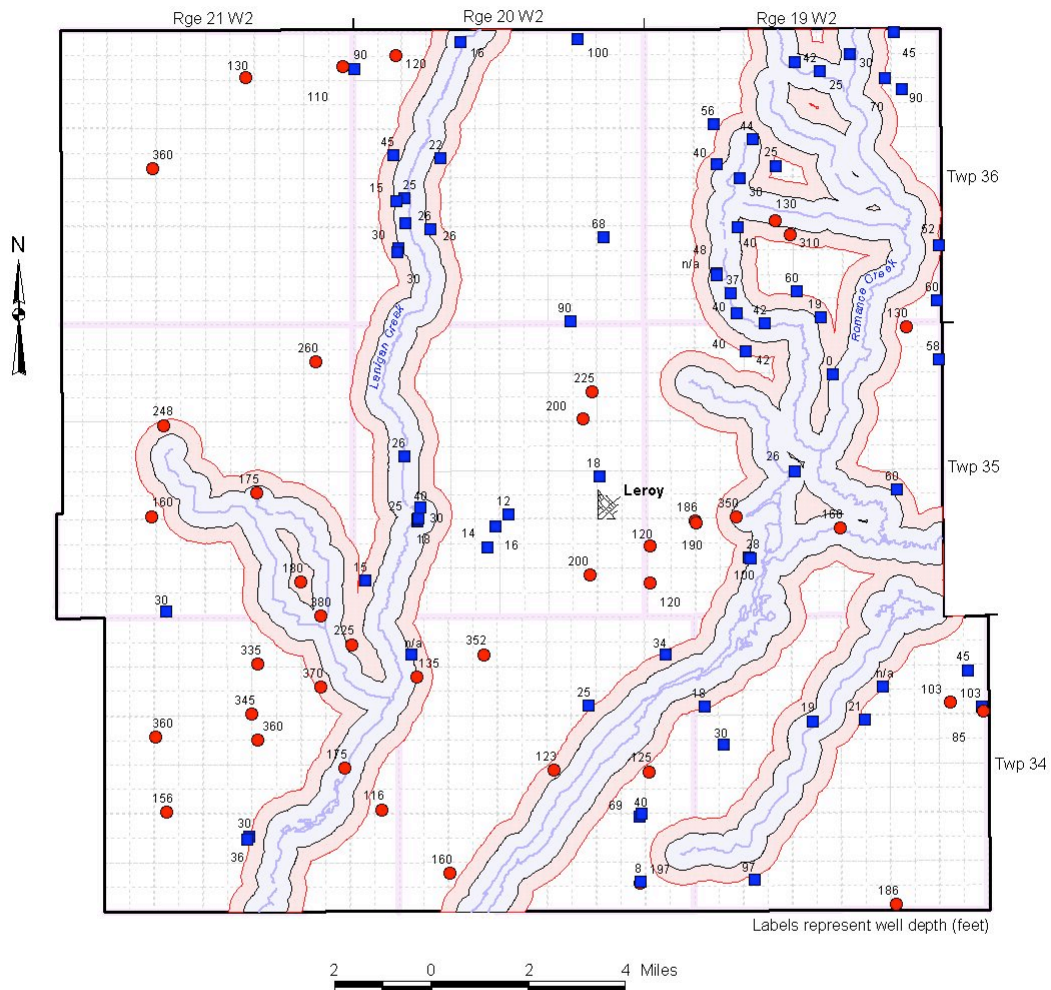 Rge 21 W2 Rge 20 W2 Rge 19 W2
90 120 16 100 42 30 45
130 25
110 70 90
56 44
45 22 40 25
360 Twp 36
15 25 30
26 26 130
68 310 52
N 30 40
48
n/a
30 37 60 60
40 42 19
90 130
Lanigan Creek Romance Creek
260 40 42 0 58
225
200
248
26 26
18 Twp 35
175 60
Leroy
160 25 40 30 12 186 350 168
18 14 16 120 190
28
180 15 200 100
120
30 380
225 n/a 352 34
335 135 45
370 n/a
345 25 18 19 21 103 103
360 360 30 85
175 123 125 Twp 34
156 116 69 40
30
36
160 8 197 97
186
Labels represent well depth (feet)
2 0 2 4 Miles